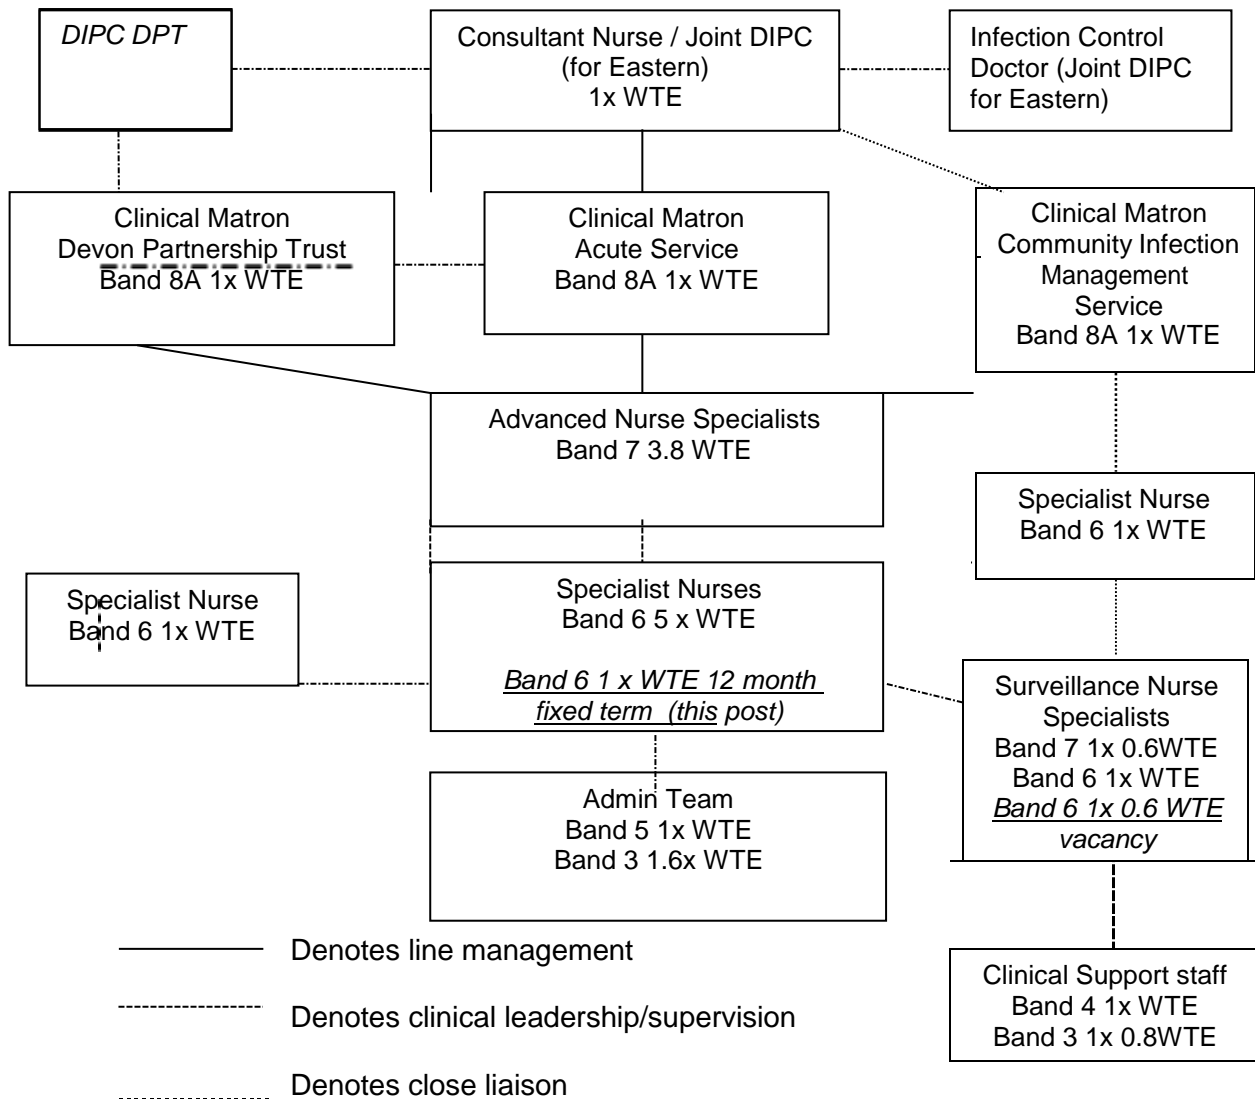 DIPC DPT
Consultant Nurse / Joint DIPC
(for Eastern)
1x WTE
Infection Control
Doctor (Joint DIPC
for Eastern)
Clinical Matron
Devon Partnership Trust
Band 8A 1x WTE
Clinical Matron
Acute Service
Band 8A 1x WTE
Clinical Matron
Community Infection
Management
Service
Band 8A 1x WTE
Advanced Nurse Specialists
Band 7 3.8 WTE
Specialist Nurse
Band 6 1x WTE
Specialist Nurse
Band 6 1x WTE
Specialist Nurses
Band 6 5 x WTE
Band 6 1 x WTE 12 month
fixed term (this post)
Surveillance Nurse
Specialists
Band 7 1x 0.6WTE
Band 6 1x WTE
Band 6 1x 0.6 WTE
vacancy
Admin Team
Band 5 1x WTE
Band 3 1.6x WTE
Clinical Support staff
Band 4 1x WTE
Band 3 1x 0.8WTE
Denotes line management
Denotes clinical leadership/supervision
Denotes close liaison